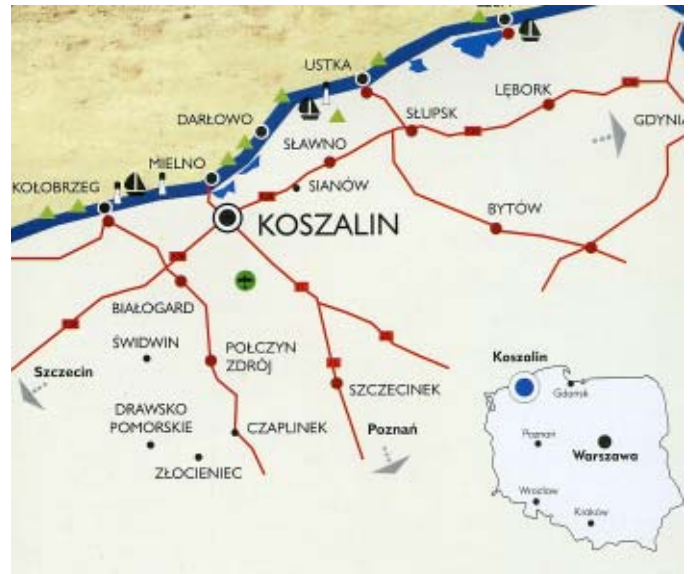 USTKA
LĘBORK
DARŁOWO
SŁUPSK
GDYNIA
SŁAWNO
MIELNO
KOŁOBRZEG
SIANÓW
KOSZALIN
BYTÓW
BIAŁOGARD
ŚWIDWIN
POŁCZYN
ZDRÓJ
Szczecin
Koszalin
SZCZECINEK
Gdańsk
DRAWSKO
POMORSKIE
CZAPLINEK
Poznań
Poznań
Warszawa
ZŁOCIENIEC
Wrocław
Kraków